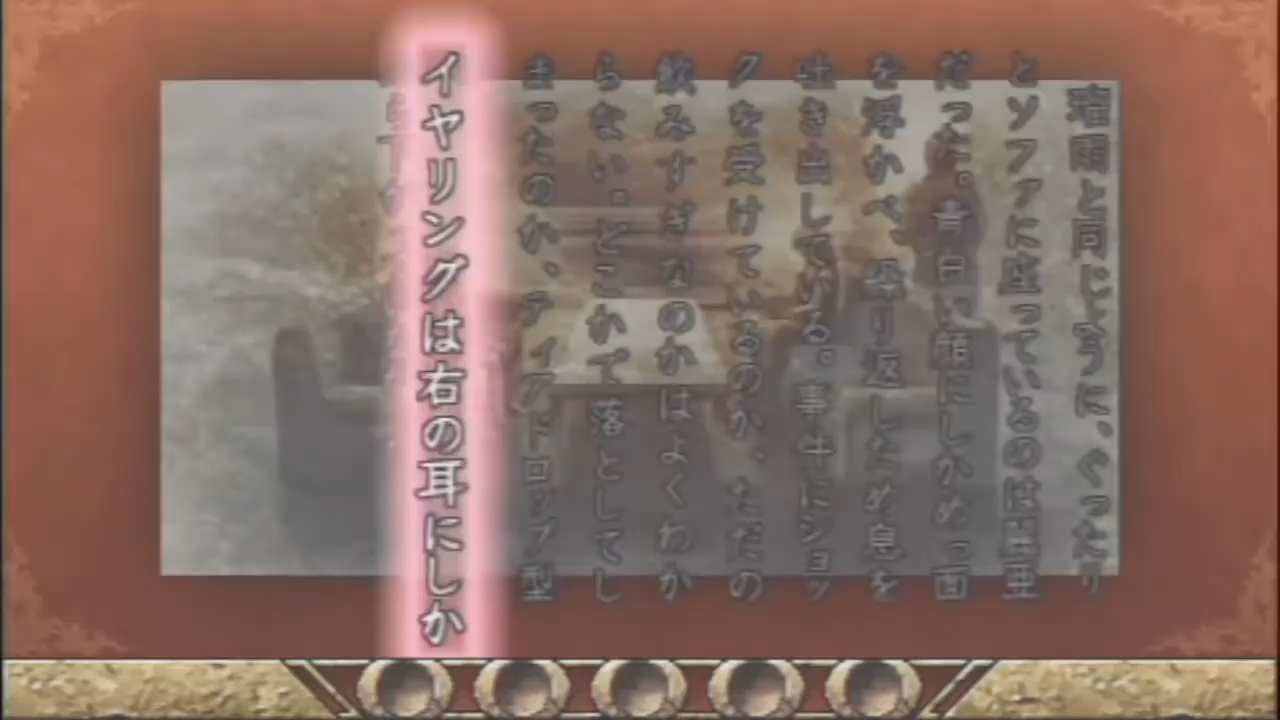 瑠雨と同じように、ぐったり
とソファに座っているのは里亜
だった。青白い顔にしかめっ面
を浮かべ、繰り返しため息を
吐き出している。事件にショッ
クを受けているのか、ただの
飲みすぎなのかはよくわか
らない。どこかで落としてし
まったのか、ティアドロップ型
イヤリングは右の耳にしか